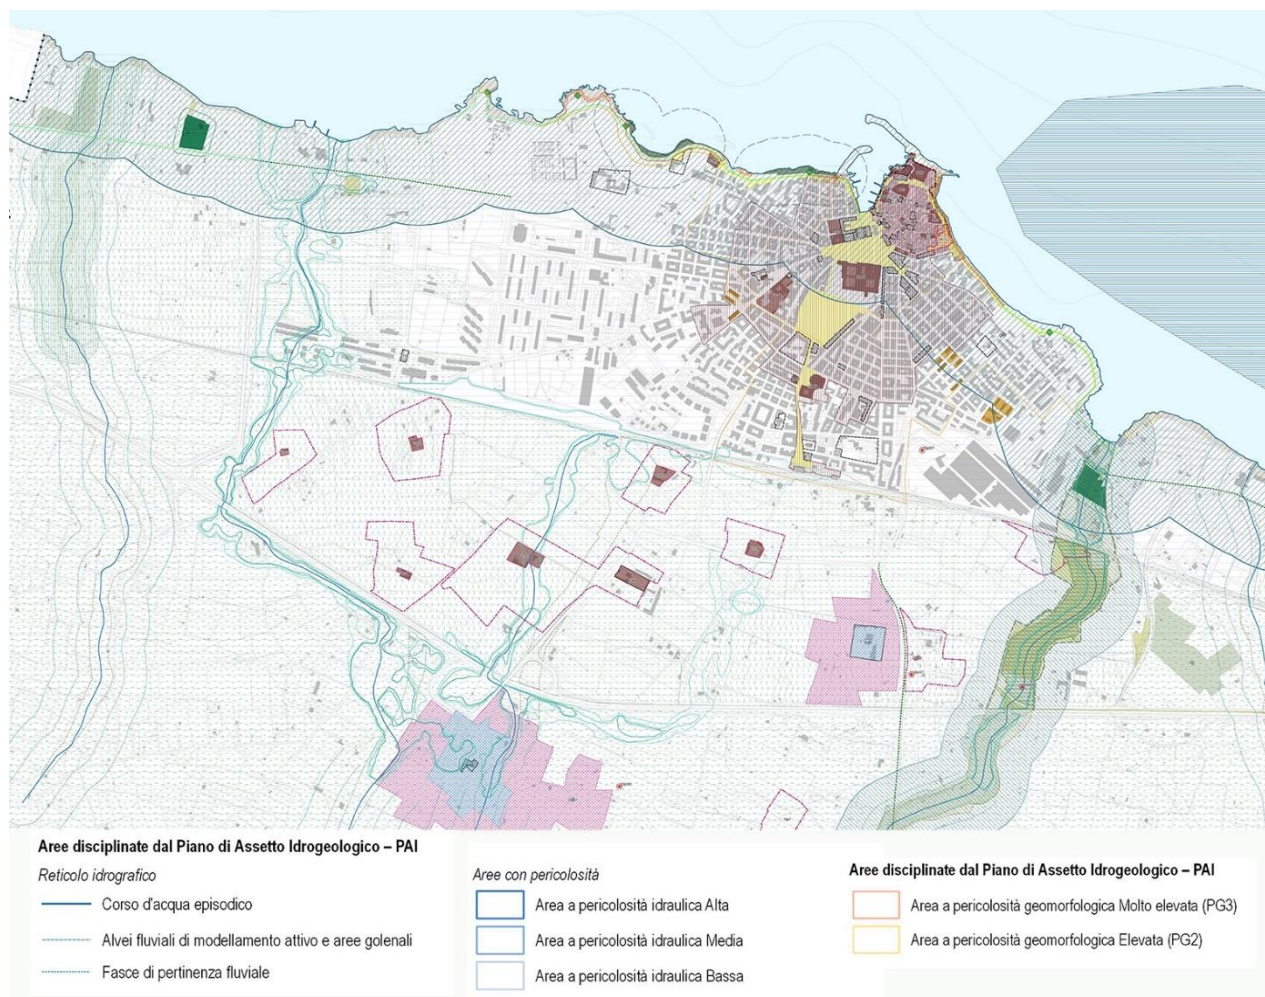 Aree disciplinate dal Piano di Assetto Idrogeologico – PAI
Reticolo idrografico
Corso d'acqua episodico
Alvei fluviali di modellamento attivo e aree golenali
Fasce di pertinenza fluviale
Aree con pericolosità
Area a pericolosità idraulica Alta
Area a pericolosità idraulica Media
Area a pericolosità idraulica Bassa
Aree disciplinate dal Piano di Assetto Idrogeologico – PAI
Area a pericolosità geomorfologica Molto elevata (PG3)
Area a pericolosità geomorfologica Elevata (PG2)